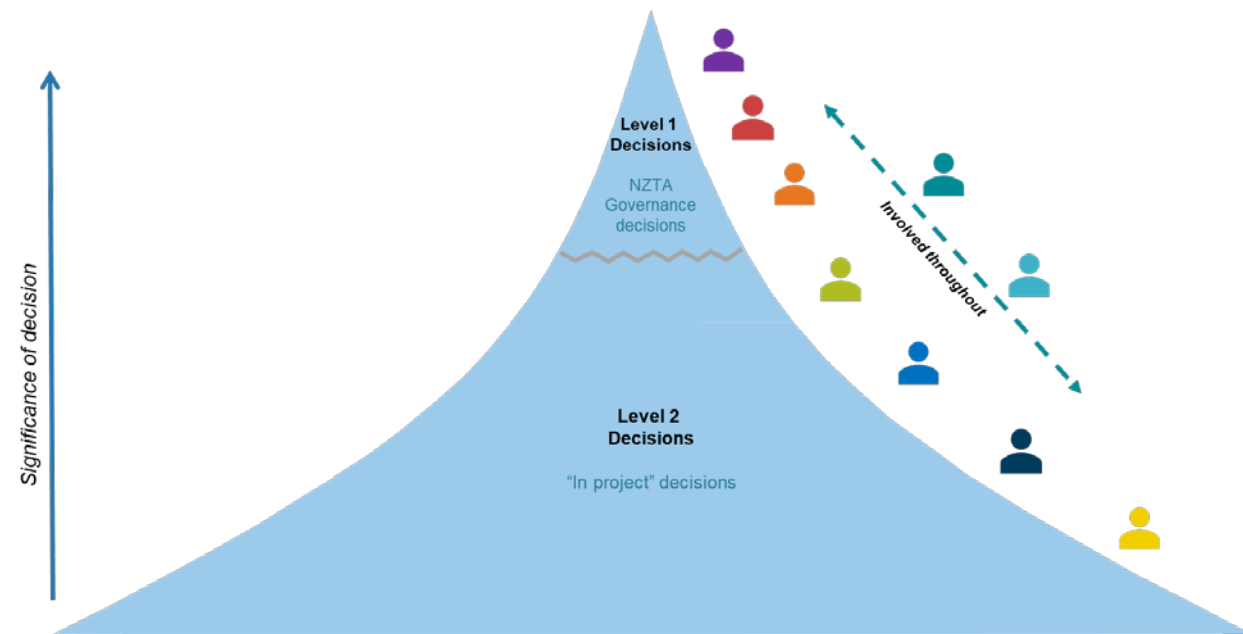 Significance of decision
Level 1
Decisions
NZTA
Governance
decisions
Involved throughout
Level 2
Decisions
“In project” decisions